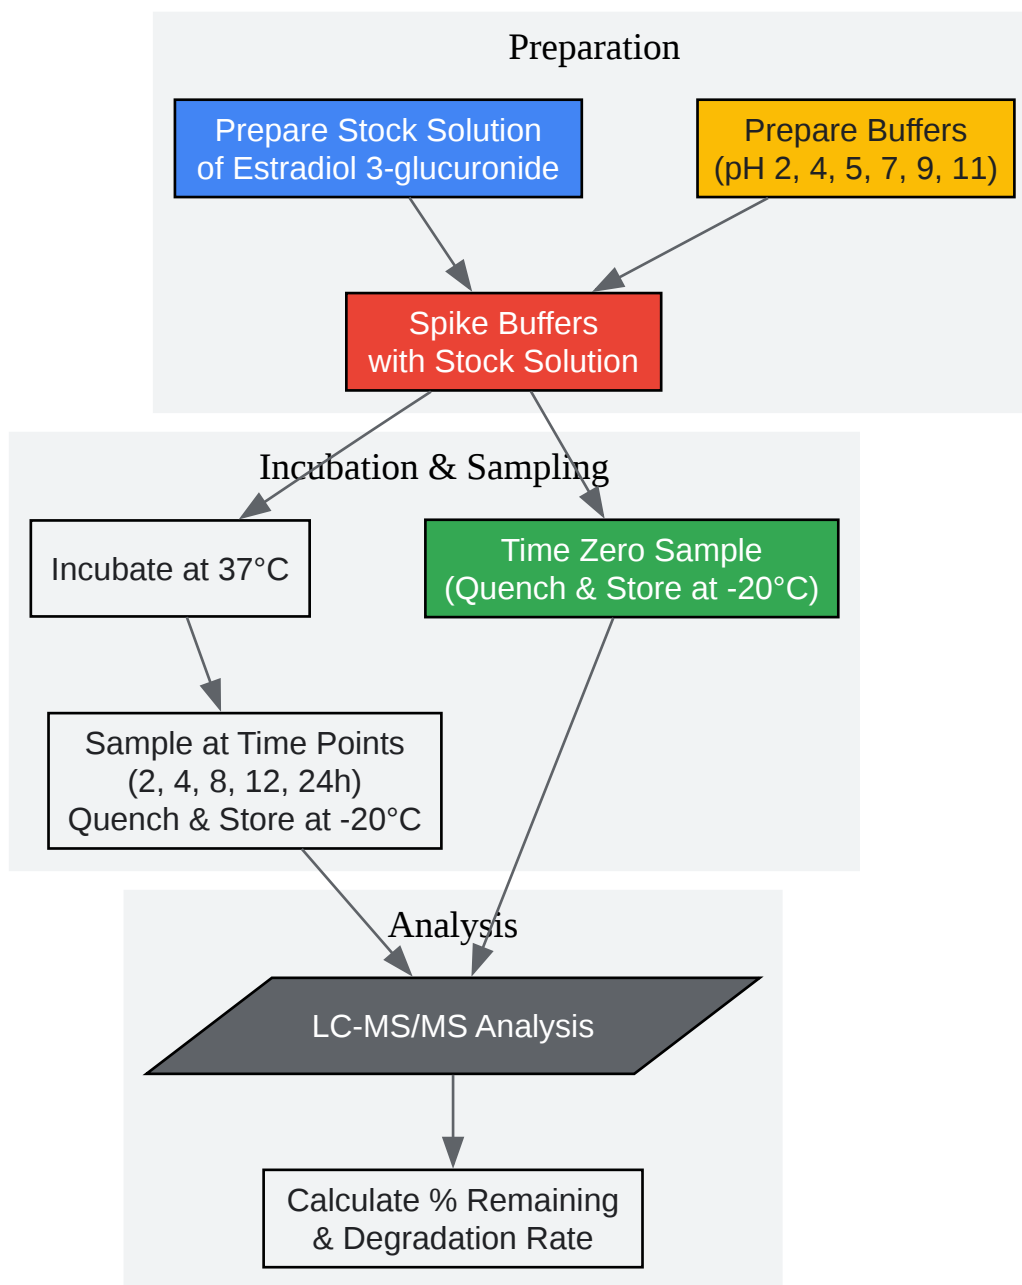 Preparation
Prepare Stock Solution
of Estradiol 3-glucuronide
Prepare Buffers
(pH 2, 4, 5, 7, 9, 11)
Spike Buffers
with Stock Solution
Incubation & Sampling
Incubate at 37°C
Time Zero Sample
(Quench & Store at -20°C)
Sample at Time Points
(2, 4, 8, 12, 24h)
Quench & Store at -20°C
Analysis
LC-MS/MS Analysis
Calculate % Remaining
& Degradation Rate